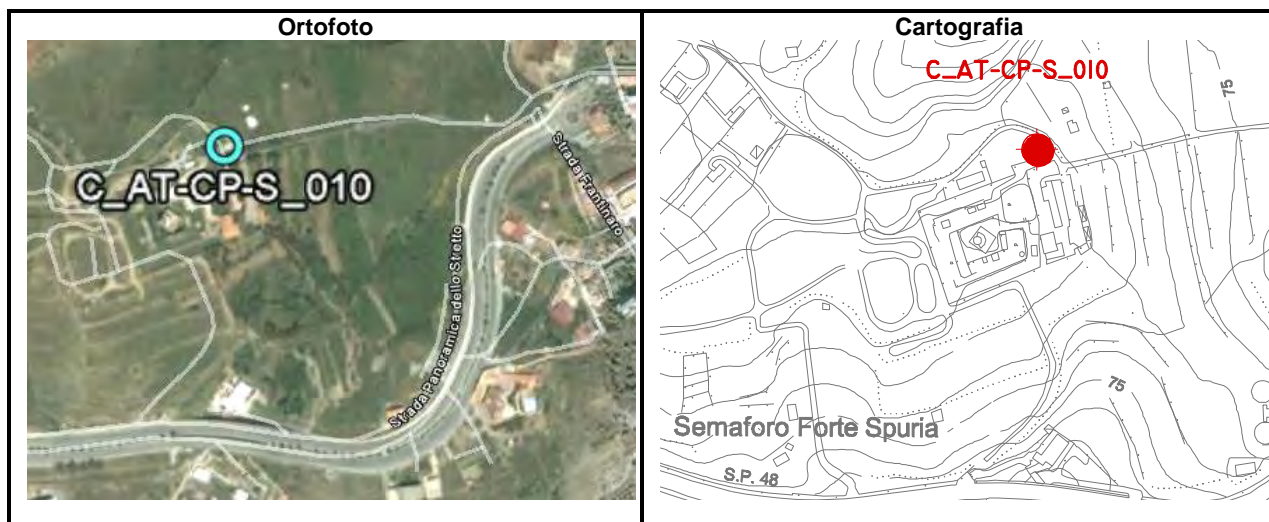 Ortofoto
Cartografia
C_AT-CP-S_010
Strada Frantinaro
Strada Panoramica dello Stretto
C_AT-CP-S_010
75
75
Semaforo Forte Spuria
S.P. 48